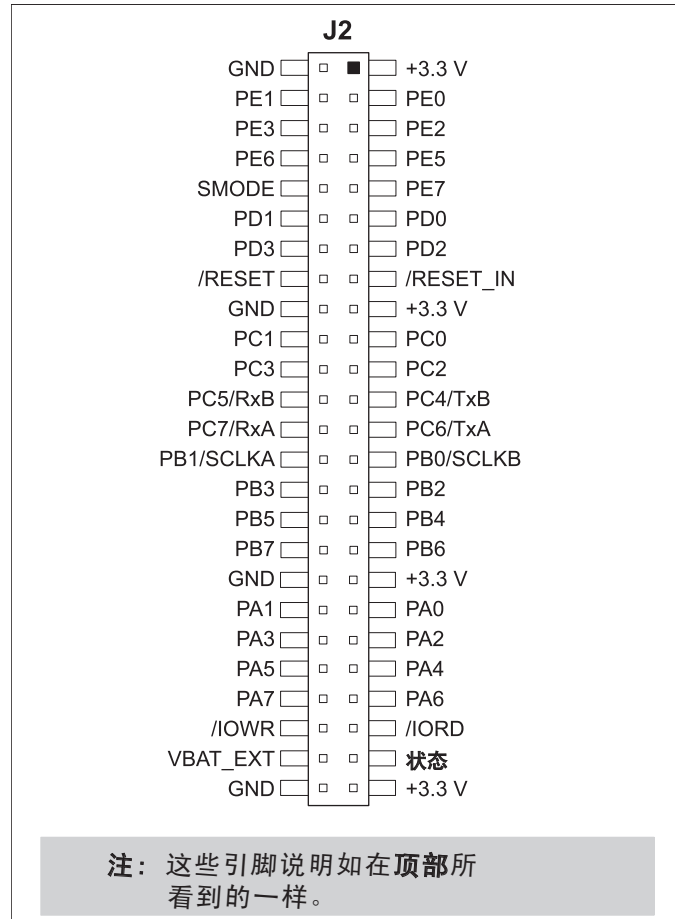 J2
GND +3.3 V
PE1 PE0
PE3 PE2
PE6 PE5
SMODE PE7
PD1 PD0
PD3 PD2
/RESET /RESET_IN
GND +3.3 V
PC1 PC0
PC3 PC2
PC5/RxB PC4/TxB
PC7/RxA PC6/TxA
PB1/SCLKA PB0/SCLKB
PB3 PB2
PB5 PB4
PB7 PB6
GND +3.3 V
PA1 PA0
PA3 PA2
PA5 PA4
PA7 PA6
/IOWR /IORD
VBAT_EXT 状态
GND +3.3 V
注：这些引脚说明如在顶部所
看到的一样。